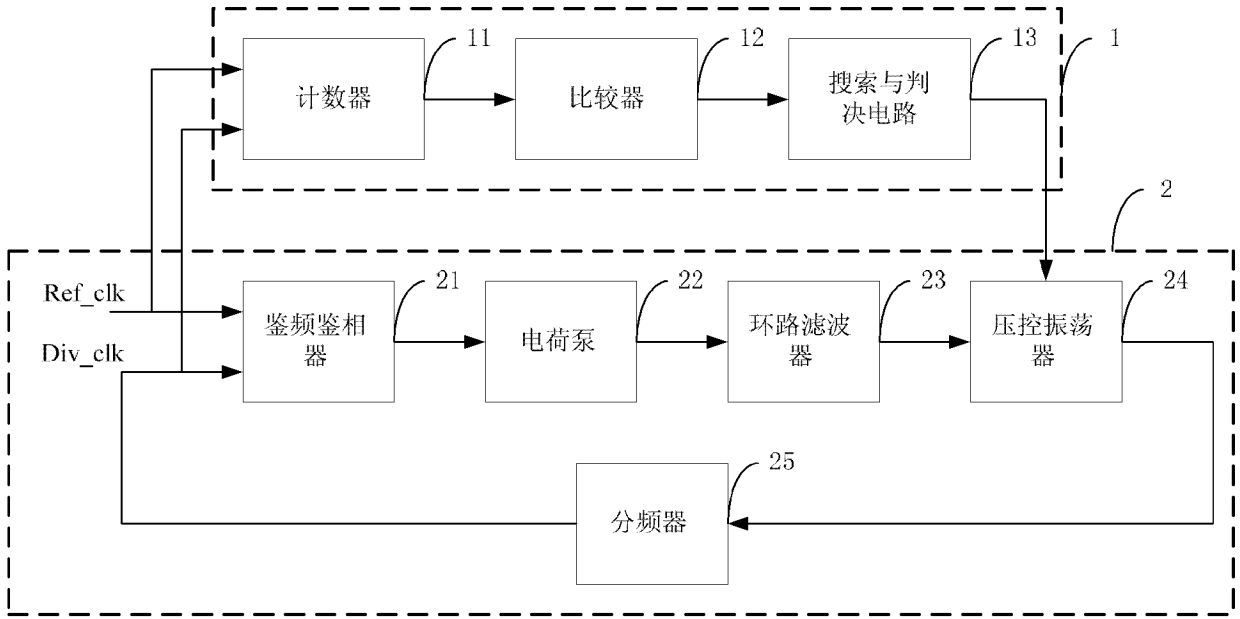 11
12
13
1
计数器
比较器
搜索与判
决电路
2
Ref_clk
Div_clk
21
22
23
24
鉴频鉴相
器
电荷泵
环路滤波
器
压控振荡
器
25
分频器